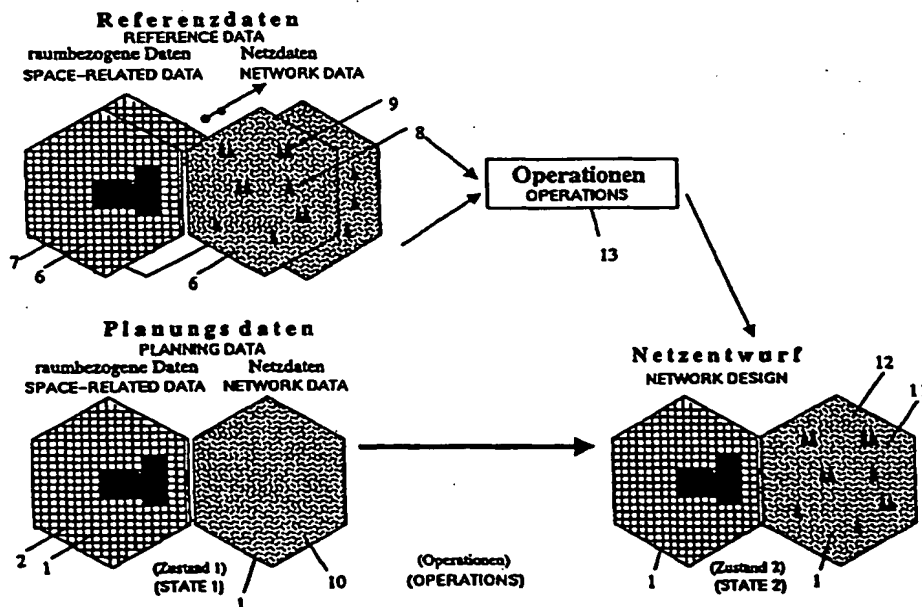 Referenzdaten
REFERENCE DATA
raumbezogene Daten Netzdaten
SPACE-RELATED DATA NETWORK DATA
9
8
Operationen
OPERATIONS
13
7
6
6
Planungsdaten
PLANNING DATA
raumbezogene Daten Netzdaten
SPACE-RELATED DATA NETWORK DATA
Netzentwurf
NETWORK DESIGN
12
2
1
(Zustand 1)
(STATE 1)
1
10
(Operationen)
(OPERATIONS)
1
(Zustand 2)
(STATE 2)
1